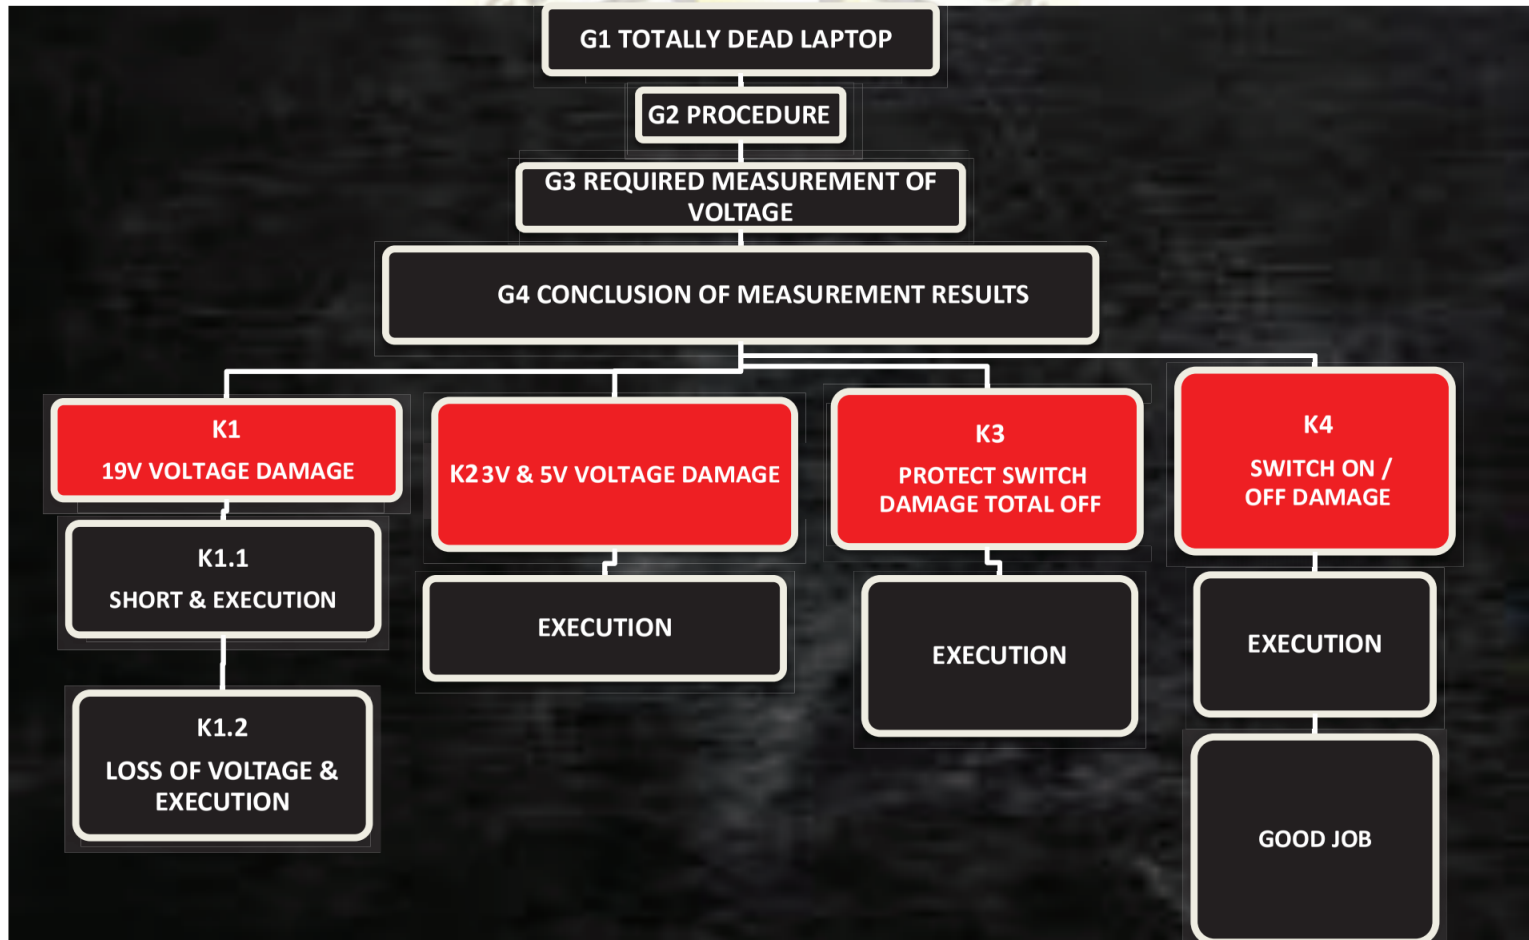 G1 TOTALLY DEAD LAPTOP
G2 PROCEDURE
G3 REQUIRED MEASUREMENT OF
VOLTAGE
G4 CONCLUSION OF MEASUREMENT RESULTS
K1
19V VOLTAGE DAMAGE
K2 3V & 5V VOLTAGE DAMAGE
K3
PROTECT SWITCH
DAMAGE TOTAL OFF
K4
SWITCH ON /
OFF DAMAGE
K1.1
SHORT & EXECUTION
EXECUTION
EXECUTION
EXECUTION
K1.2
LOSS OF VOLTAGE &
EXECUTION
GOOD JOB